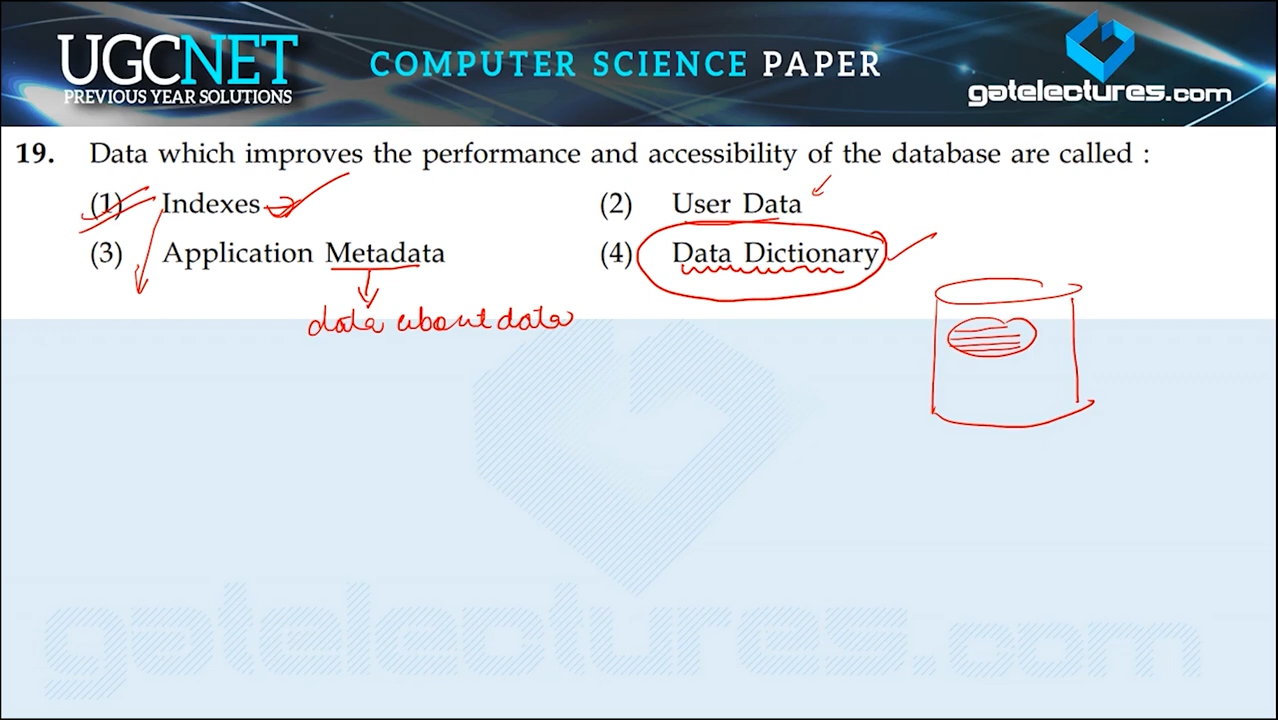 UGCNET
PREVIOUS YEAR SOLUTIONS
COMPUTER SCIENCE PAPER
gatelectures.com
19. Data which improves the performance and accessibility of the database are called :
(1) Indexes
(2) User Data
(3) Application Metadata
(4) Data Dictionary
data about data
gatelectures.com